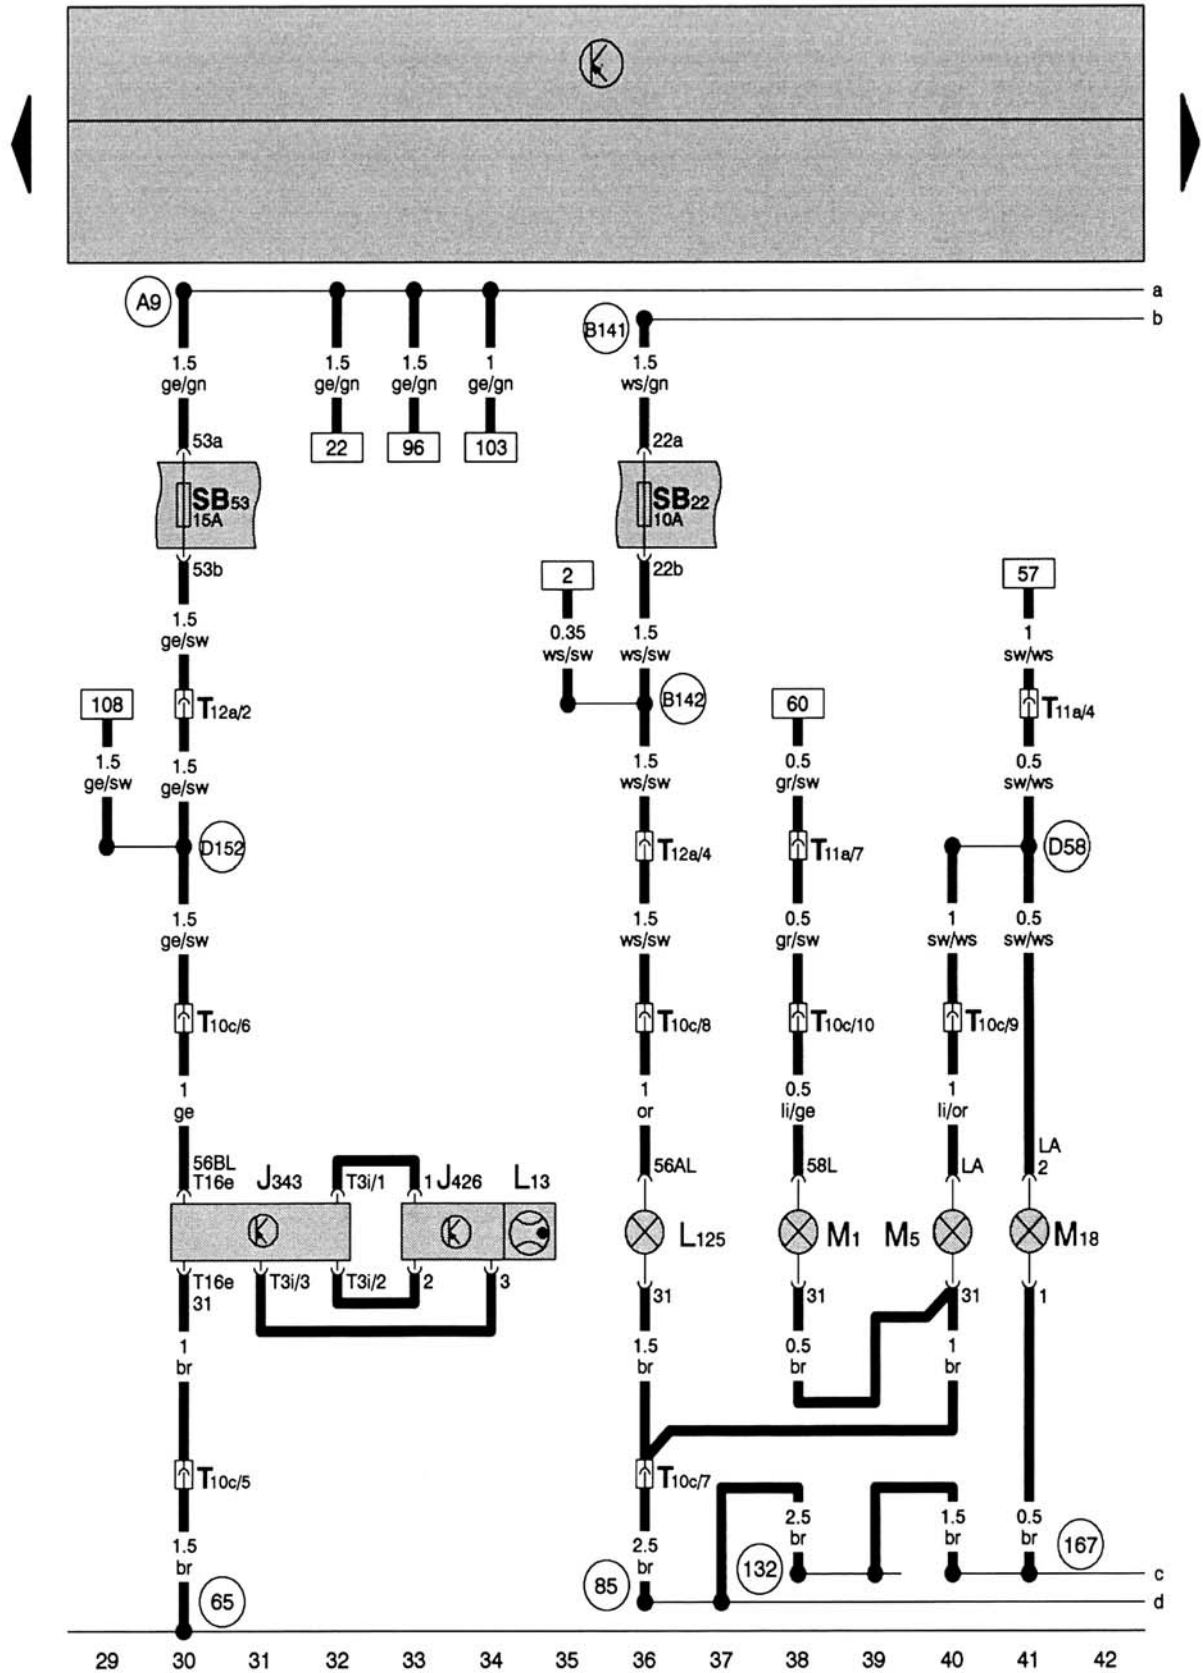 A9 a
B141 b
1.5 1.5 1.5 1 1.5
ge/gn ge/gn ge/gn ge/gn ws/gn
53a 22 96 103 22a
SB53 SB22
15A 10A
53b 2 22b 57
1.5 0.35 1.5 1
ge/sw ws/sw ws/sw sw/ws
108 T12a/2 B142 60 T11a/4
1.5 1.5 1.5 0.5 0.5
ge/sw ge/sw ws/sw gr/sw sw/ws
D152 T12a/4 T11a/7 D58
1.5 1.5 0.5 1 0.5
ge/sw ws/sw gr/sw sw/ws sw/ws
T10c/6 T10c/8 T10c/10 T10c/9
1 1 0.5 1
ge or li/ge li/or
LA
56BL 56AL 58L LA 2
T16e J343 T3i/1 1 J426 L13
L125 M1 M5 M18
T16e T3i/3 T3i/2 2 3
31 31 31 31 1
1 1.5 0.5 1
br br br br
T10c/5 T10c/7
1.5 2.5 2.5 1.5 0.5
br br br br br
65 85 132 167 c
d
29 30 31 32 33 34 35 36 37 38 39 40 41 42